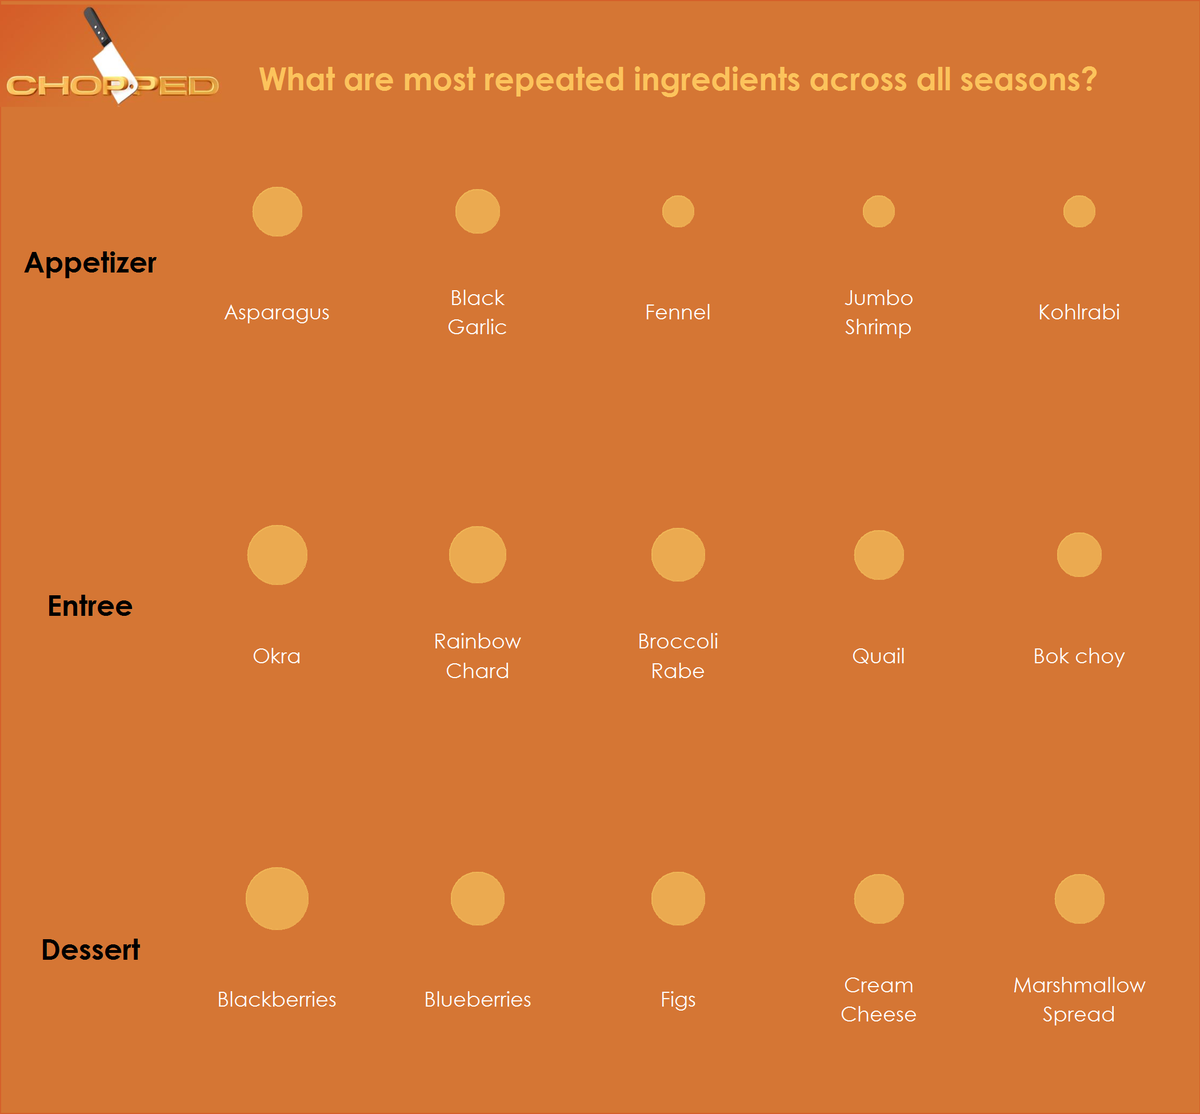 CHOPPED
What are most repeated ingredients across all seasons?
Appetizer
Asparagus
Black
Garlic
Fennel
Jumbo
Shrimp
Kohlrabi
Entree
Okra
Rainbow
Chard
Broccoli
Rabe
Quail
Bok choy
Dessert
Blackberries
Blueberries
Figs
Cream
Cheese
Marshmallow
Spread